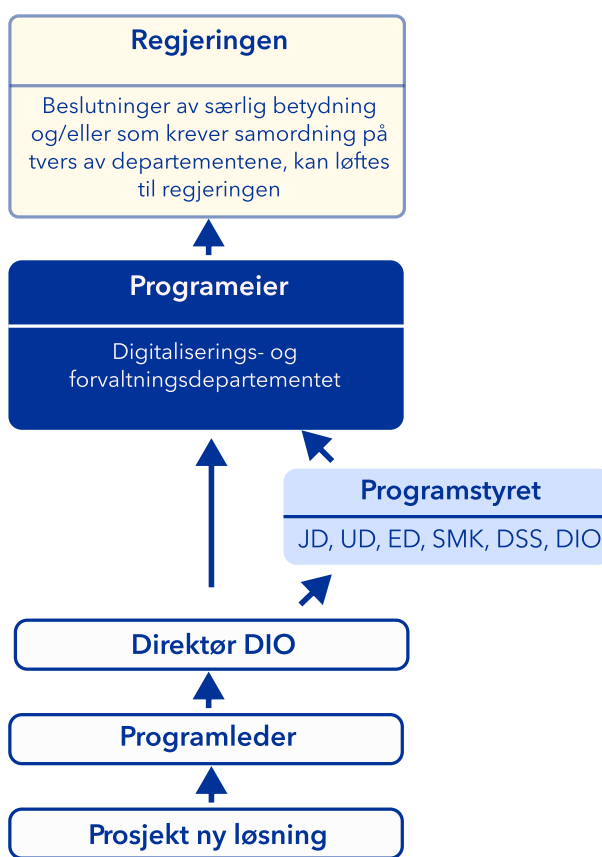 Regjeringen
Beslutninger av særlig betydning
og/eller som krever samordning på
tvers av departementene, kan løftes
til regjeringen
Programeier
Digitaliserings- og
forvaltningsdepartementet
Programstyret
JD, UD, ED, SMK, DSS, DIO
Direktør DIO
Programleder
Prosjekt ny løsning